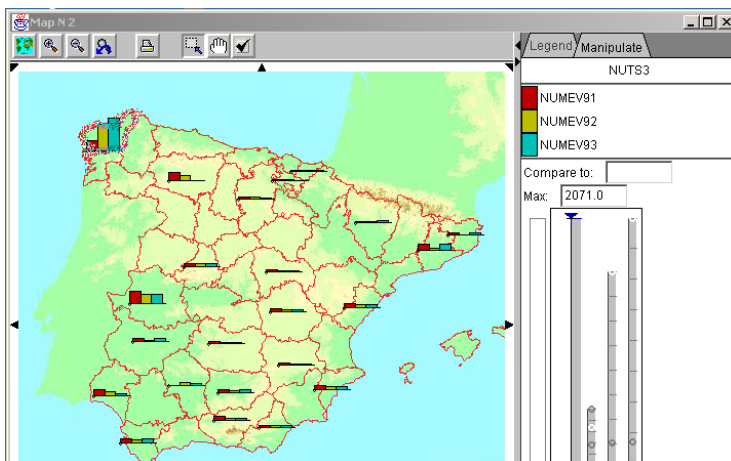 Map N 2
Legend Manipulate
NUTS3
NUMEV91
NUMEV92
NUMEV93
Compare to:
Max: 2071.0